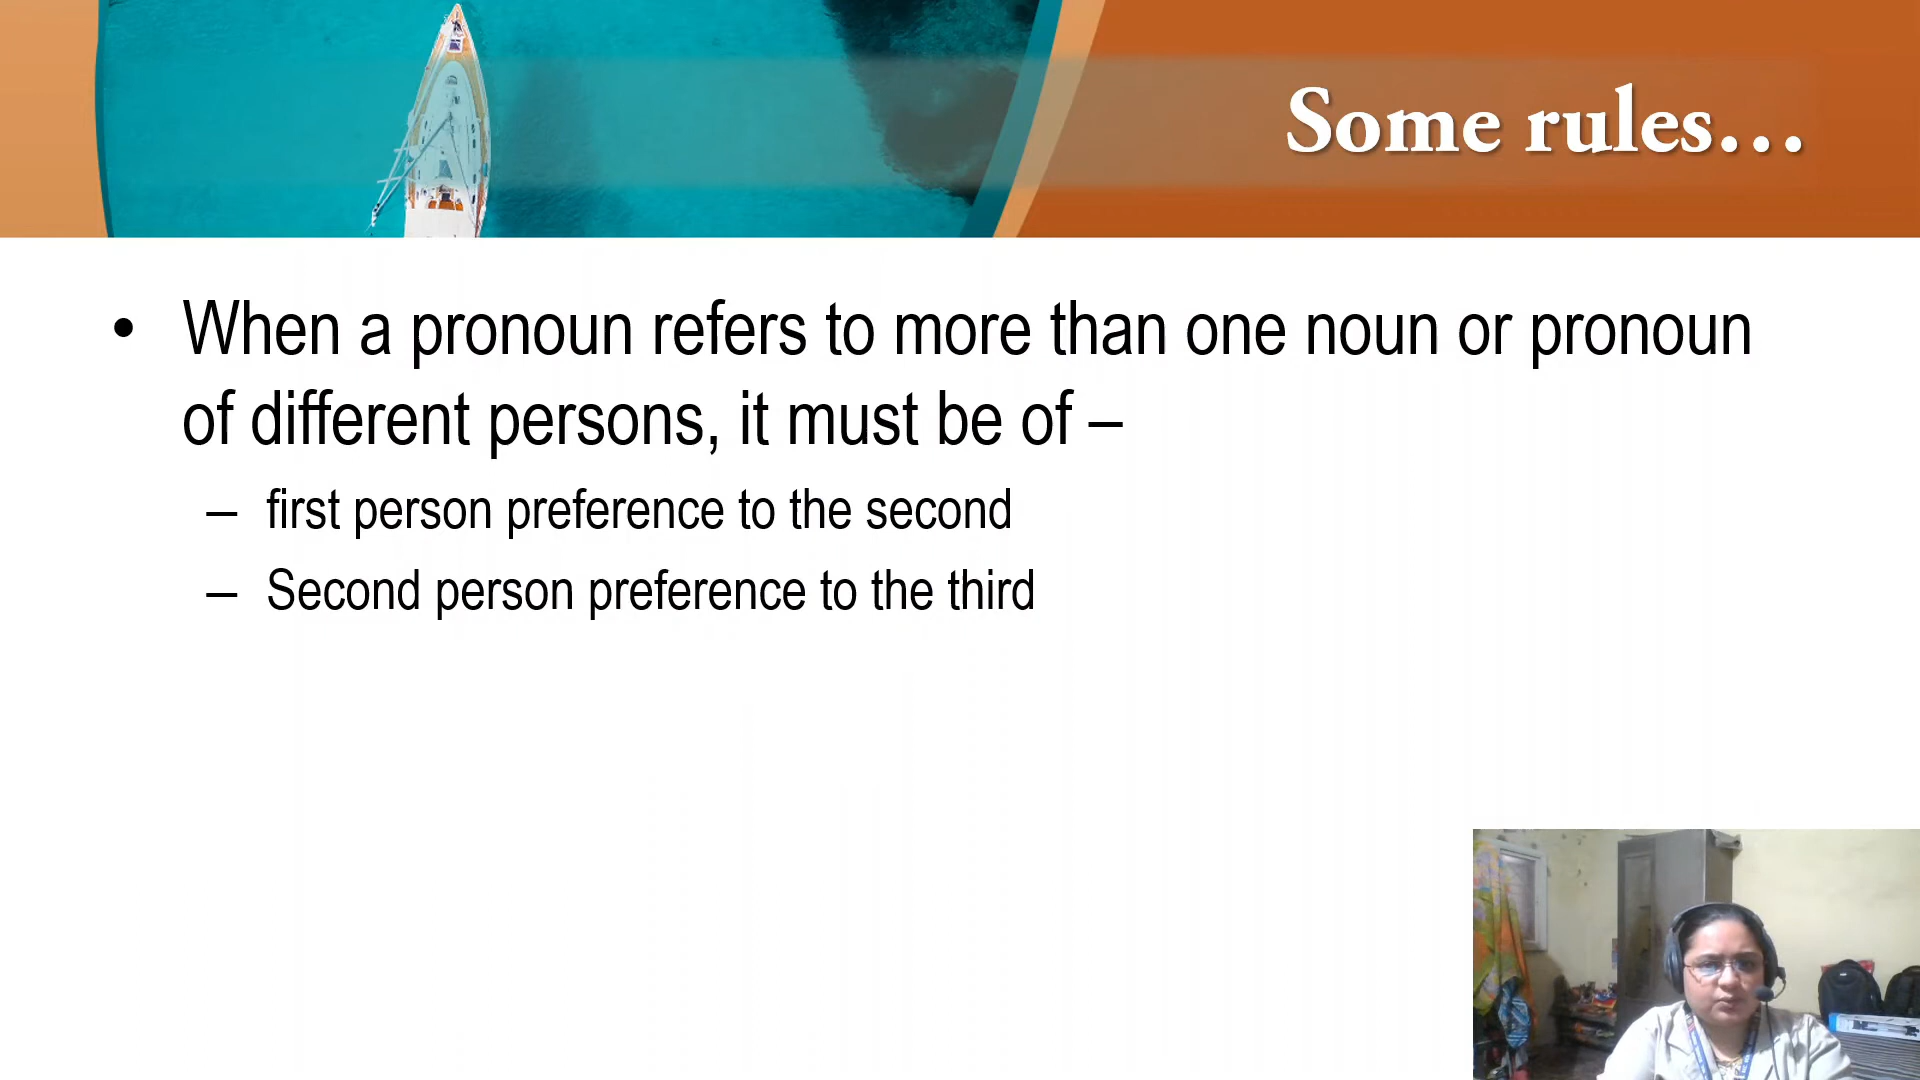 Some rules…
• When a pronoun refers to more than one noun or pronoun
of different persons, it must be of –
– first person preference to the second
– Second person preference to the third